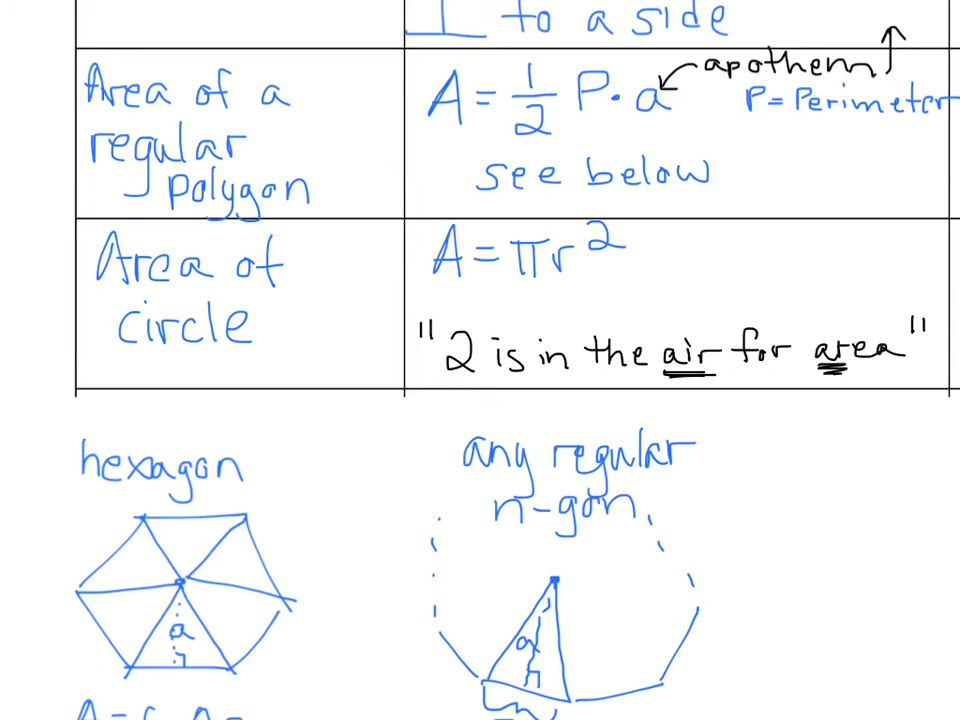 ⊥ to a side
Area of a
regular
polygon
A = 1/2 P · a
apothem
P = Perimeter
see below
Area of
circle
A = πr²
"2 is in the air for area"
hexagon
a
any regular
n-gon
a